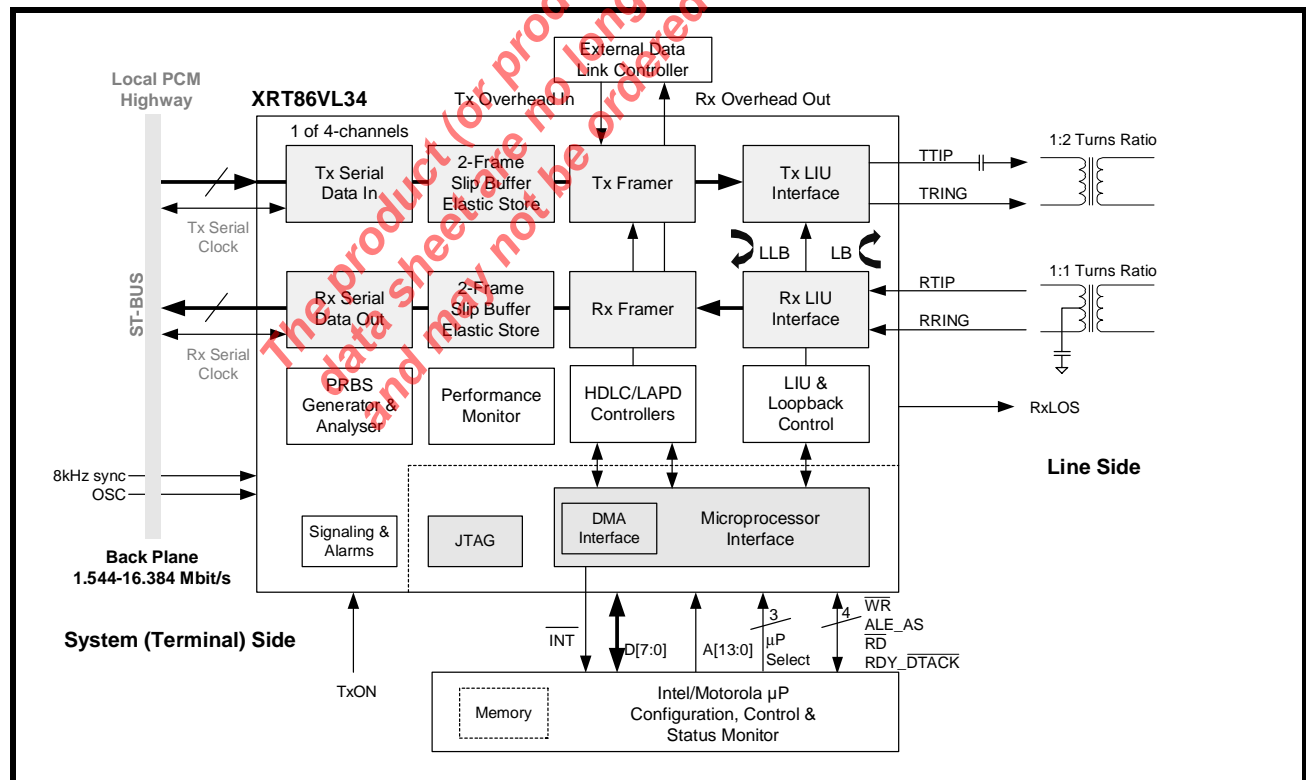 The product (or prod
data sheet are no long
and may not be ordered
External Data
Link Controller
Local PCM
Highway
XRT86VL34
Tx Overhead In
Rx Overhead Out
1 of 4-channels
Tx Serial
Data In
2-Frame
Slip Buffer
Elastic Store
Tx Framer
Tx LIU
Interface
TTIP
TRING
1:2 Turns Ratio
Tx Serial
Clock
LLB
LB
ST-BUS
Rx Serial
Data Out
2-Frame
Slip Buffer
Elastic Store
Rx Framer
Rx LIU
Interface
RTIP
RRING
1:1 Turns Ratio
Rx Serial
Clock
PRBS
Generator &
Analyser
Performance
Monitor
HDLC/LAPD
Controllers
LIU &
Loopback
Control
RxLOS
Line Side
8kHz sync
OSC
Signaling &
Alarms
JTAG
DMA
Interface
Microprocessor
Interface
Back Plane
1.544-16.384 Mbit/s
System (Terminal) Side
TxON
INT
D[7:0]
A[13:0]
3
µP
Select
4
WR
ALE_AS
RD
RDY_DTACK
Memory
Intel/Motorola µP
Configuration, Control &
Status Monitor